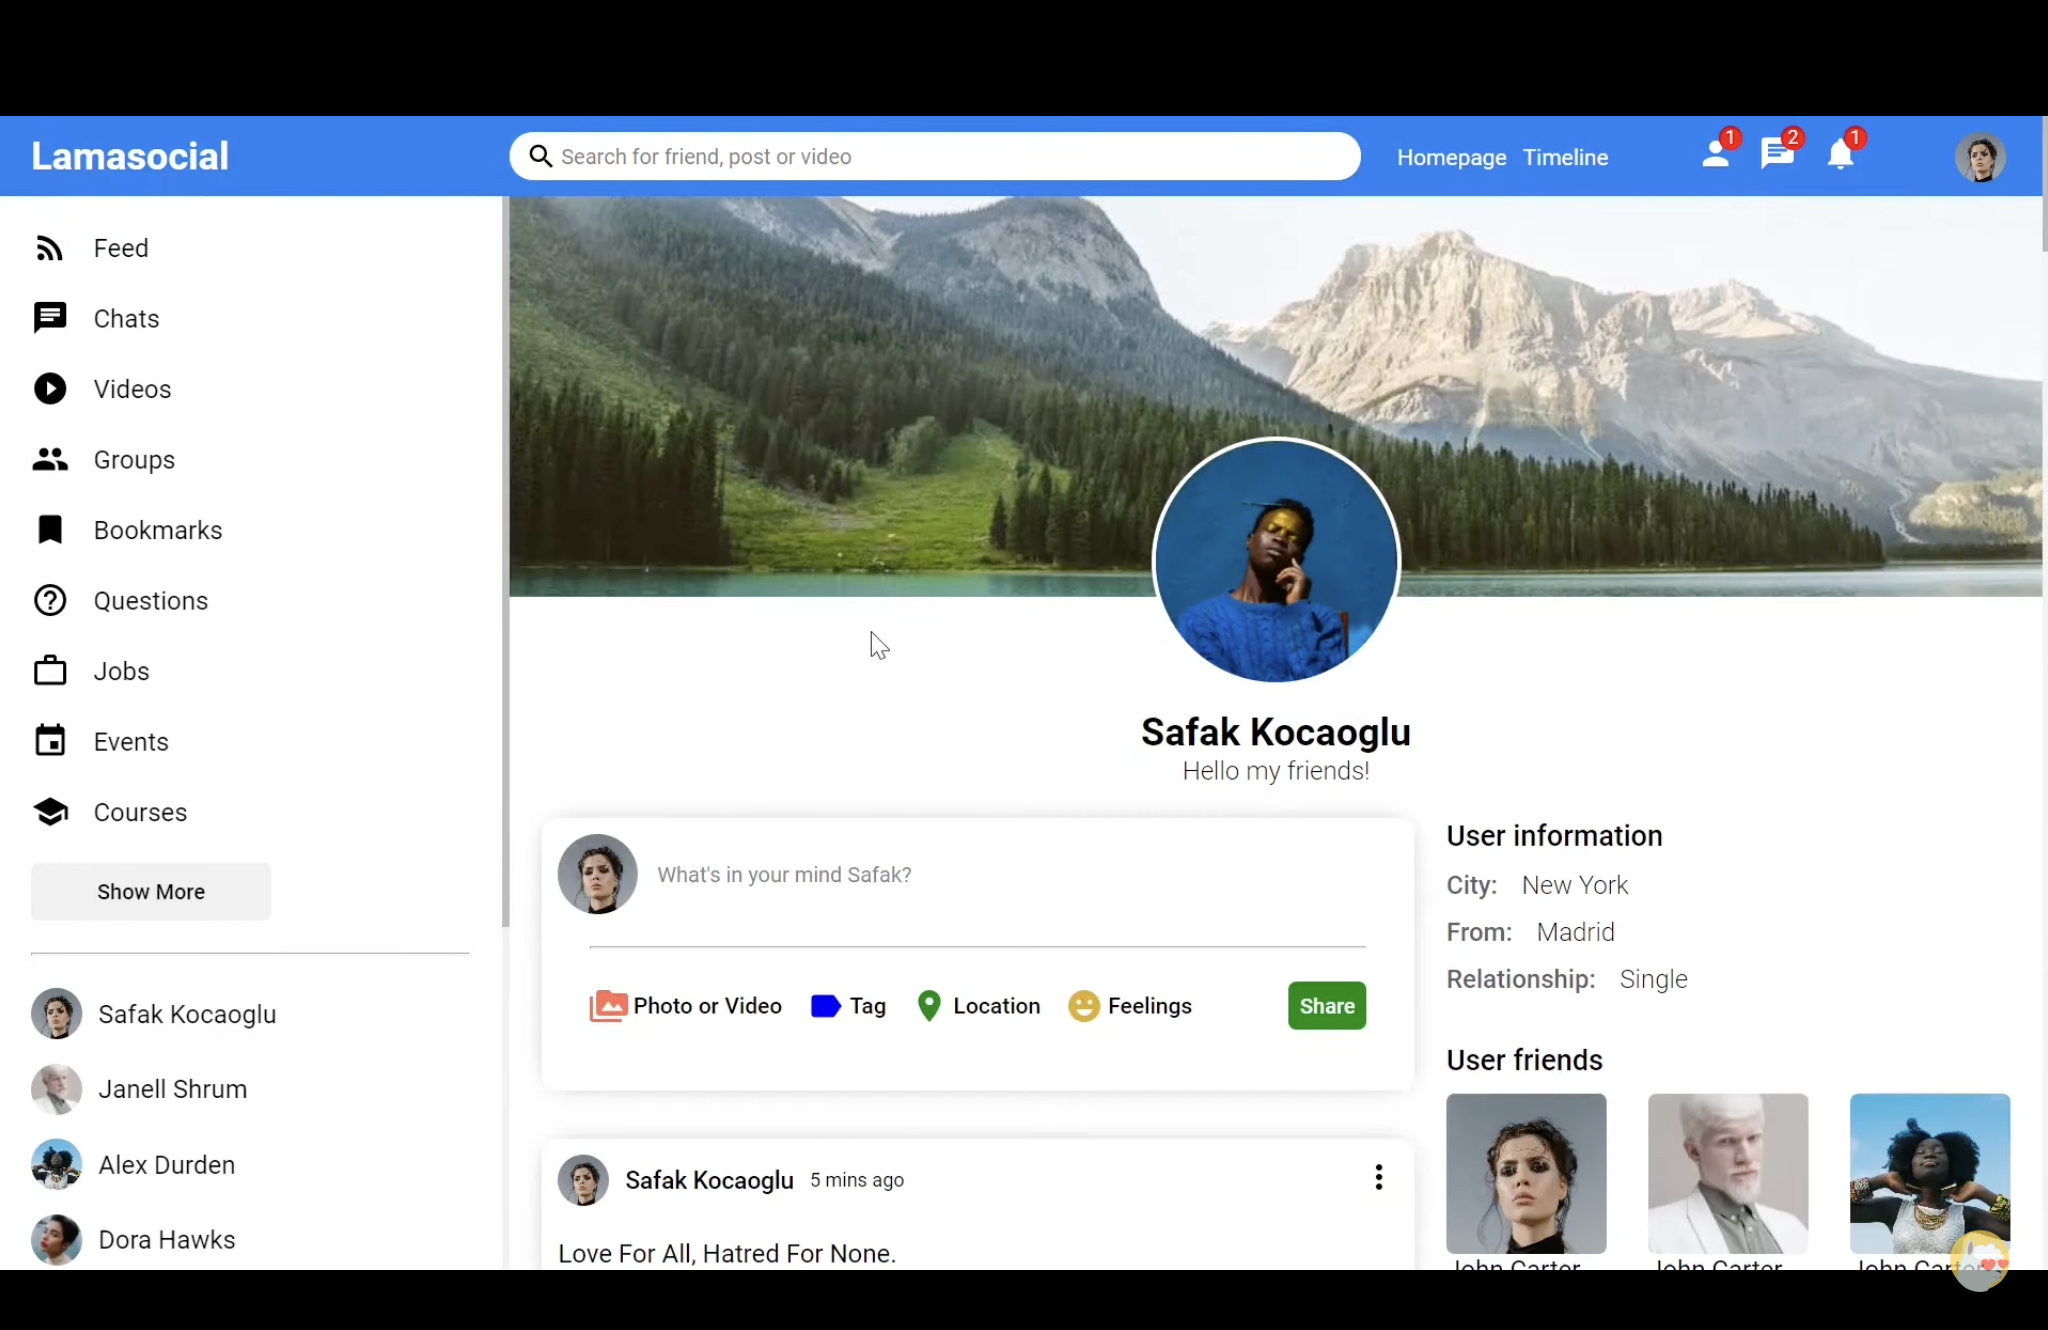 Lamasocial
Search for friend, post or video
Homepage Timeline
1
2
1
Feed
Chats
Videos
Groups
Bookmarks
Questions
Jobs
Events
Courses
Show More
Safak Kocaoglu
Janell Shrum
Alex Durden
Dora Hawks
Safak Kocaoglu
Hello my friends!
What's in your mind Safak?
Photo or Video Tag Location Feelings Share
Safak Kocaoglu 5 mins ago
Love For All, Hatred For None.
User information
City: New York
From: Madrid
Relationship: Single
User friends
John Carter
John Carter
John